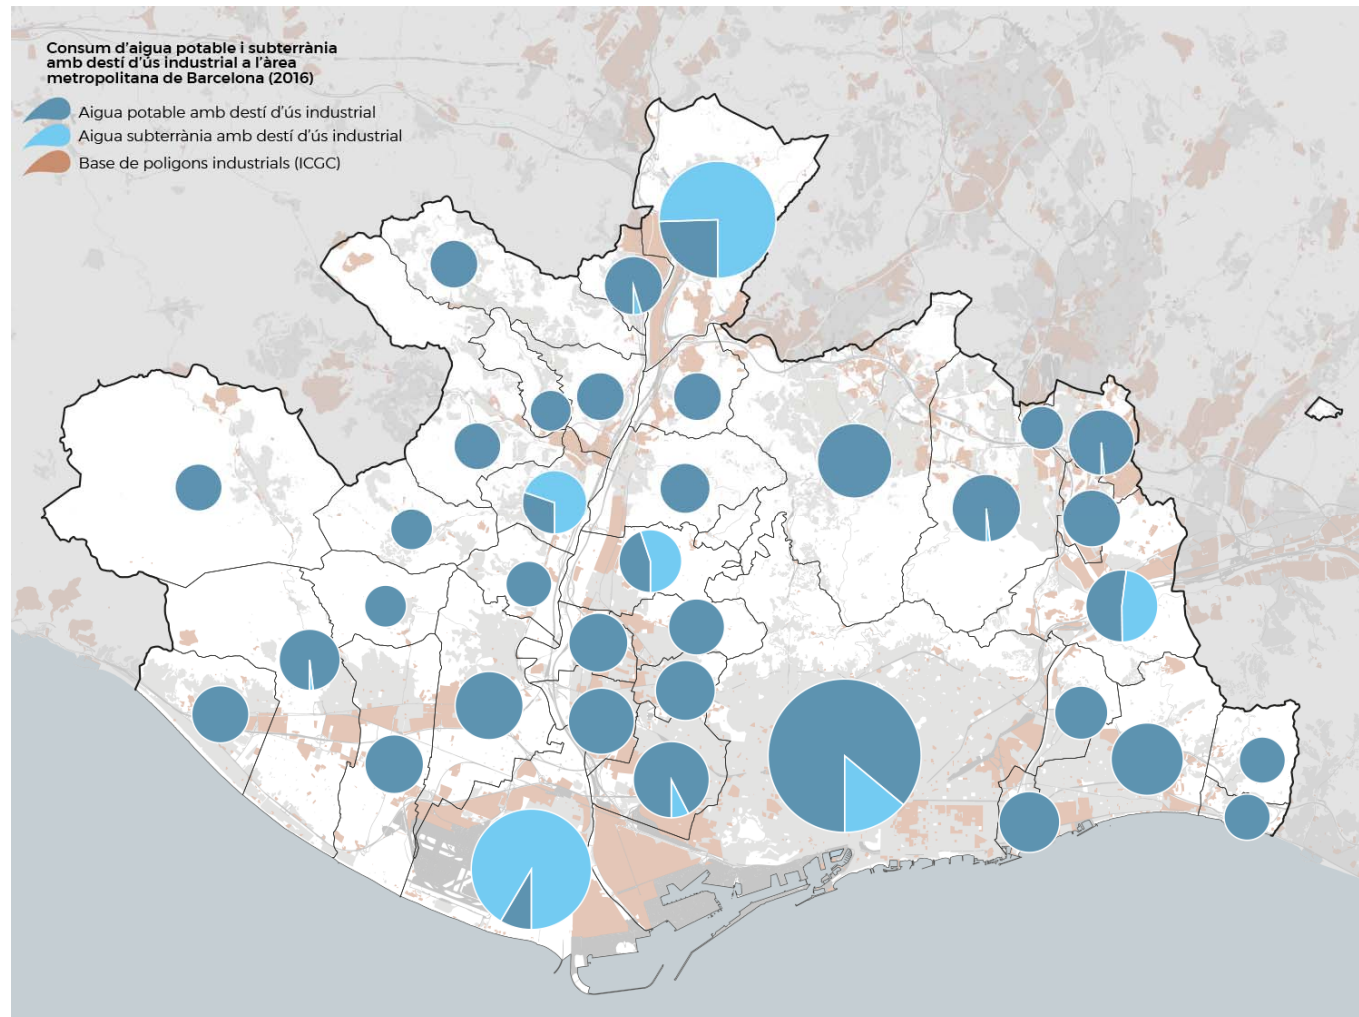 Consum d'aigua potable i subterrània
amb destí d'ús industrial a l'àrea
metropolitana de Barcelona (2016)
Aigua potable amb destí d'ús industrial
Aigua subterrània amb destí d'ús industrial
Base de poligons industrials (ICGC)